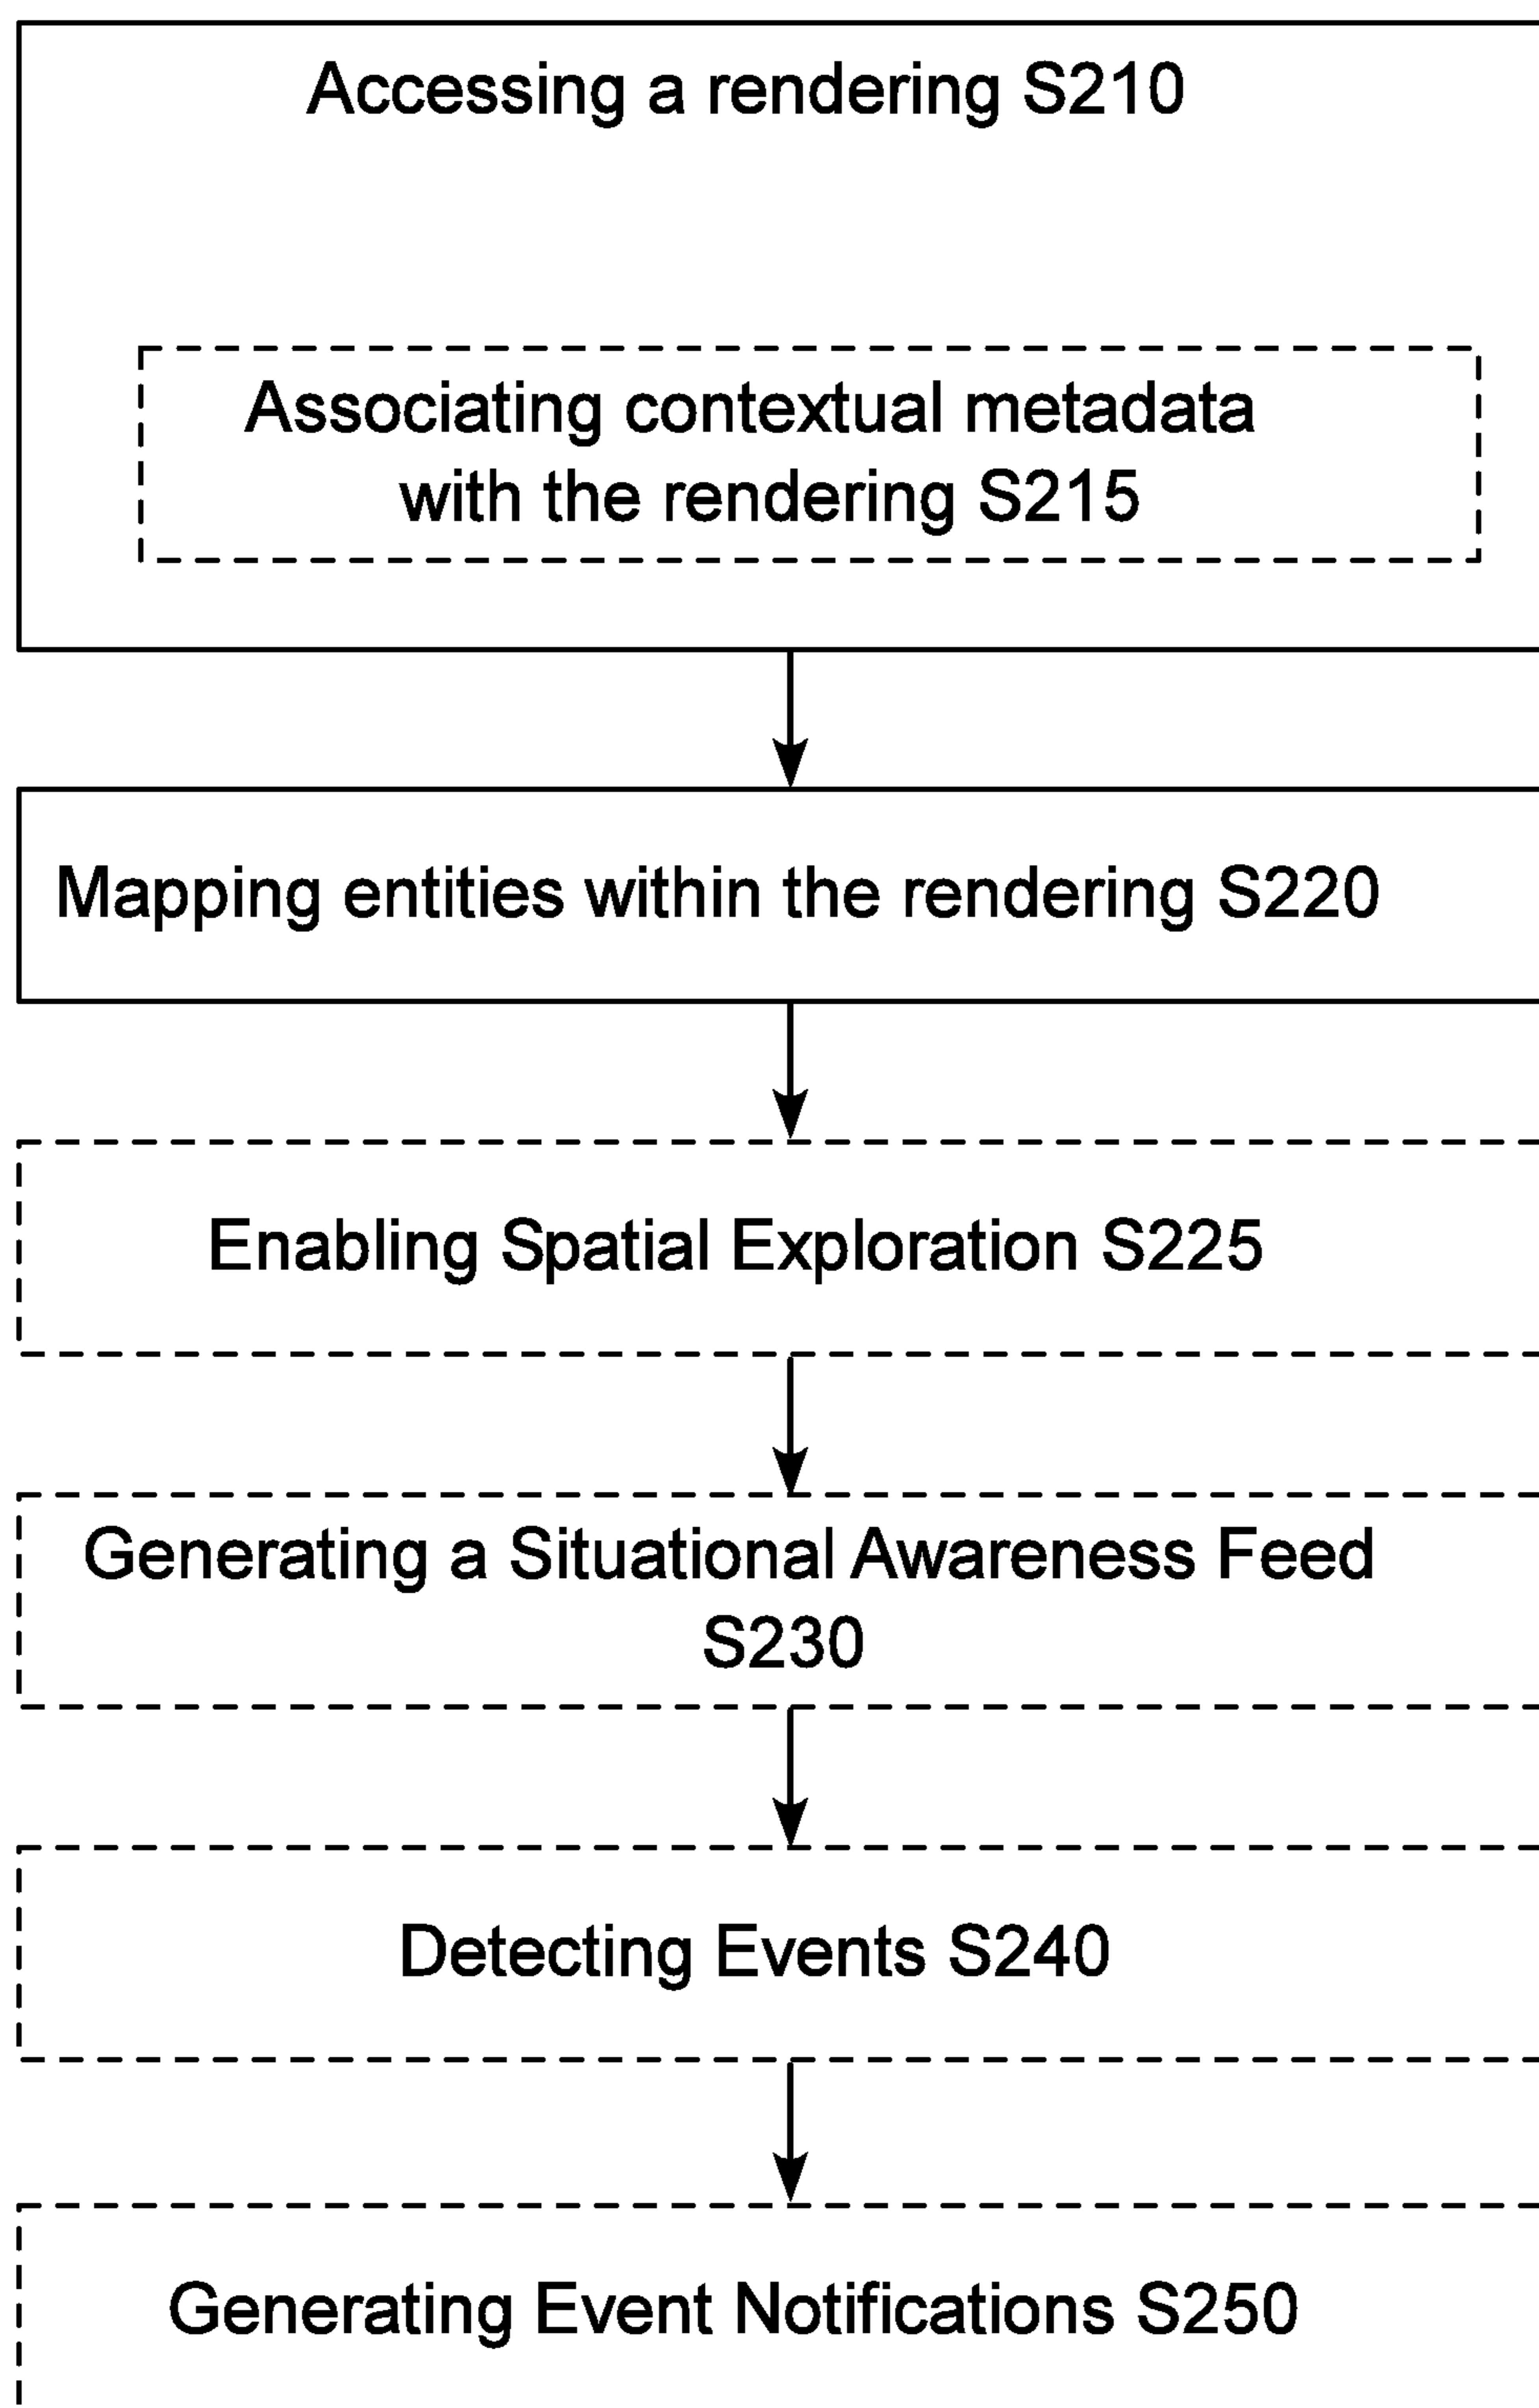 Accessing a rendering S210
Associating contextual metadata
with the rendering S215
Mapping entities within the rendering S220
Enabling Spatial Exploration S225
Generating a Situational Awareness Feed
S230
Detecting Events S240
Generating Event Notifications S250